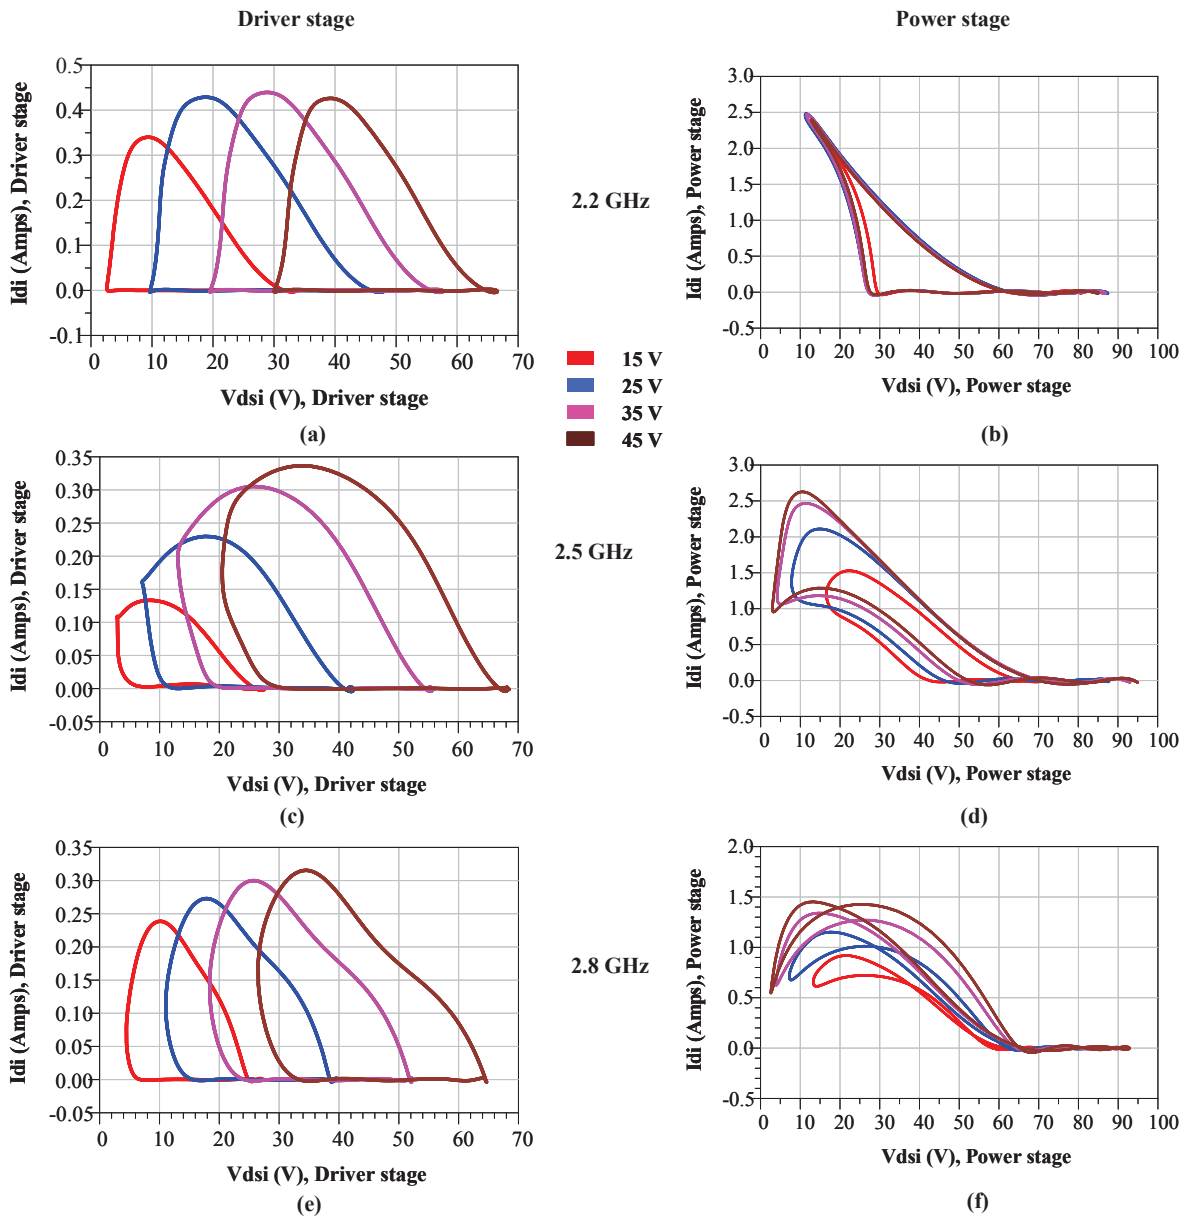 Driver stage
Power stage
Idi (Amps), Driver stage
0.5
0.4
0.3
0.2
0.1
0.0
-0.1
0 10 20 30 40 50 60 70
Vdsi (V), Driver stage
(a)
2.2 GHz
Idi (Amps), Power stage
3.0
2.5
2.0
1.5
1.0
0.5
0.0
-0.5
0 10 20 30 40 50 60 70 80 90 100
Vdsi (V), Power stage
(b)
15 V
25 V
35 V
45 V
Idi (Amps), Driver stage
0.35
0.30
0.25
0.20
0.15
0.10
0.05
0.00
-0.05
0 10 20 30 40 50 60 70
Vdsi (V), Driver stage
(c)
2.5 GHz
Idi (Amps), Power stage
3.0
2.5
2.0
1.5
1.0
0.5
0.0
-0.5
0 10 20 30 40 50 60 70 80 90 100
Vdsi (V), Power stage
(d)
Idi (Amps), Driver stage
0.35
0.30
0.25
0.20
0.15
0.10
0.05
0.00
-0.05
0 10 20 30 40 50 60 70
Vdsi (V), Driver stage
(e)
2.8 GHz
Idi (Amps), Power stage
2.0
1.5
1.0
0.5
0.0
-0.5
0 10 20 30 40 50 60 70 80 90 100
Vdsi (V), Power stage
(f)